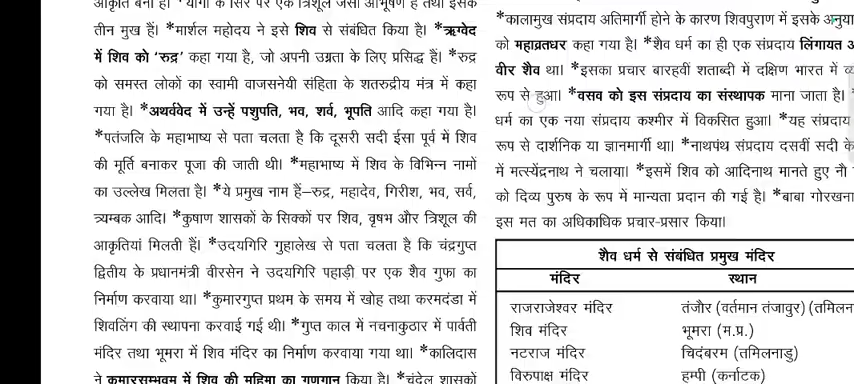 आकृति बनी है। *योगी के सिर पर एक त्रिशूल जैसा आभूषण है तथा इसके
तीन मुख हैं। *मार्शल महोदय ने इसे शिव से संबंधित किया है। *ऋग्वेद
में शिव को 'रुद्र' कहा गया है, जो अपनी उग्रता के लिए प्रसिद्ध हैं। *रुद्र
को समस्त लोकों का स्वामी वाजसनेयी संहिता के शतरुद्रीय मंत्र में कहा
गया है। *अथर्ववेद में उन्हें पशुपति, भव, शर्व, भूपति आदि कहा गया है।
*पतंजलि के महाभाष्य से पता चलता है कि दूसरी सदी ईसा पूर्व में शिव
की मूर्ति बनाकर पूजा की जाती थी। *महाभाष्य में शिव के विभिन्न नामों
का उल्लेख मिलता है। *ये प्रमुख नाम हैं–रुद्र, महादेव, गिरीश, भव, सर्व,
त्र्यम्बक आदि। *कुषाण शासकों के सिक्कों पर शिव, वृषभ और त्रिशूल की
आकृतियां मिलती हैं। *उदयगिरि गुहालेख से पता चलता है कि चंद्रगुप्त
द्वितीय के प्रधानमंत्री वीरसेन ने उदयगिरि पहाड़ी पर एक शैव गुफा का
निर्माण करवाया था। *कुमारगुप्त प्रथम के समय में खोह तथा करमदंडा में
शिवलिंग की स्थापना करवाई गई थी। *गुप्त काल में नचनाकुठार में पार्वती
मंदिर तथा भूमरा में शिव मंदिर का निर्माण करवाया गया था। *कालिदास
ने कुमारसम्भवम् में शिव की महिमा का गुणगान किया है। *चंदेल शासकों
*कालामुख संप्रदाय अतिमार्गी होने के कारण शिवपुराण में इसके अनुया
को महाव्रतधर कहा गया है। *शैव धर्म का ही एक संप्रदाय लिंगायत अ
वीर शैव था। *इसका प्रचार बारहवीं शताब्दी में दक्षिण भारत में व्य
रूप से हुआ। *वसव को इस संप्रदाय का संस्थापक माना जाता है। *
धर्म का एक नया संप्रदाय कश्मीर में विकसित हुआ। *यह संप्रदाय
रूप से दार्शनिक या ज्ञानमार्गी था। *नाथपंथ संप्रदाय दसवीं सदी के
में मत्स्येंद्रनाथ ने चलाया। *इसमें शिव को आदिनाथ मानते हुए नौ
को दिव्य पुरुष के रूप में मान्यता प्रदान की गई है। *बाबा गोरखना
इस मत का अधिकाधिक प्रचार-प्रसार किया।
शैव धर्म से संबंधित प्रमुख मंदिर
मंदिर स्थान
राजराजेश्वर मंदिर तंजौर (वर्तमान तंजावुर) (तमिलन
शिव मंदिर भूमरा (म.प्र.)
नटराज मंदिर चिदंबरम (तमिलनाडु)
विरुपाक्ष मंदिर हम्पी (कर्नाटक)